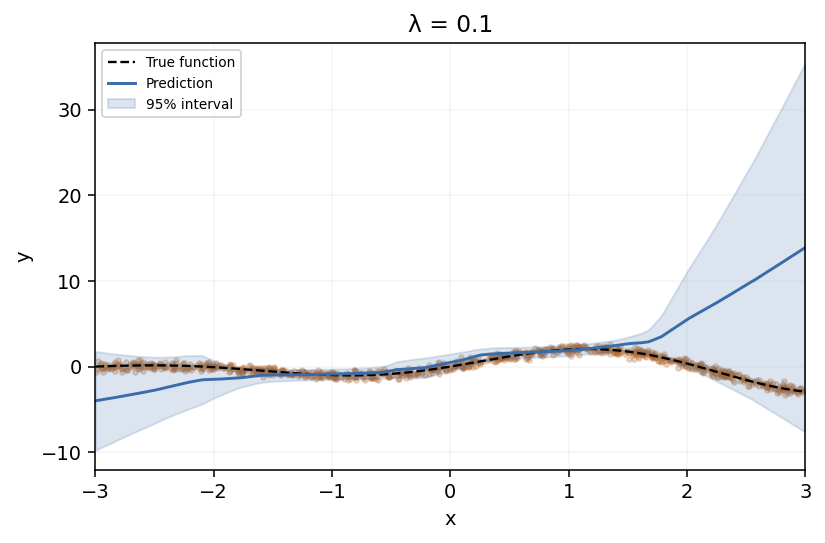 λ = 0.1
True function
Prediction
95% interval
y
30
20
10
0
−10
−3
−2
−1
0
1
2
3
x